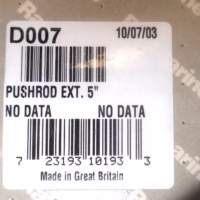 D007 10/07/03
PUSHROD EXT. 5"
NO DATA NO DATA
7 23193 10193 3
Made in Great Britain